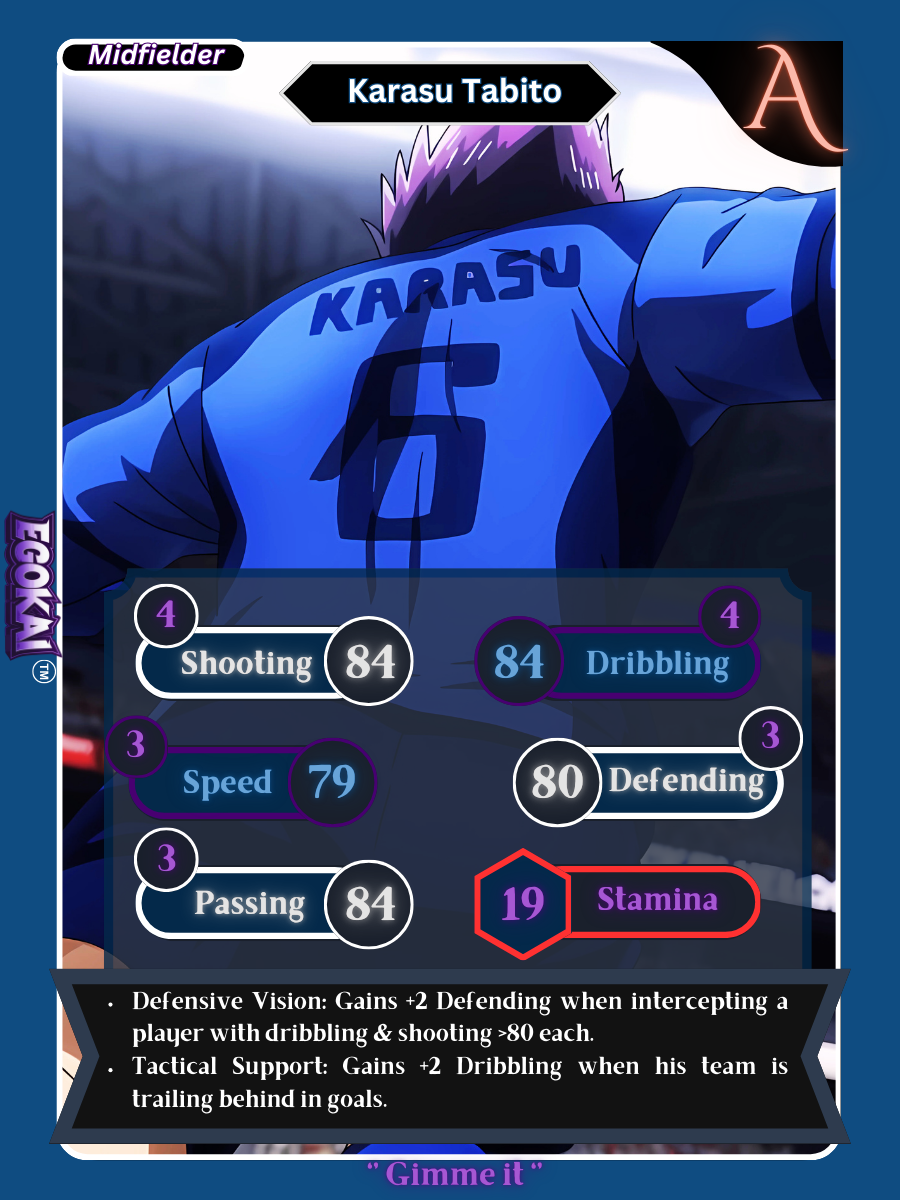 Midfielder
Karasu Tabito
A
KARASU
6
EGOKAI
TM
4
Shooting 84
4
84 Dribbling
3
Speed 79
3
80 Defending
3
Passing 84
19 Stamina
• Defensive Vision: Gains +2 Defending when intercepting a
player with dribbling & shooting >80 each.
• Tactical Support: Gains +2 Dribbling when his team is
trailing behind in goals.
" Gimme it "